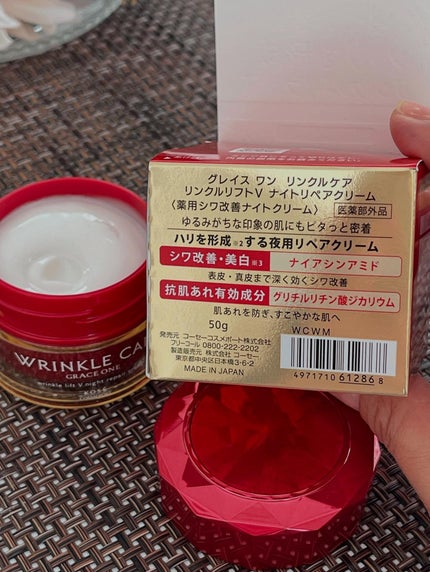 グレイス ワン リンクルケア
リンクルリフトV ナイトリペアクリーム
〈薬用シワ改善ナイトクリーム〉 医薬部外品
ゆるみがちな印象の肌にもピタっと密着
ハリを形成※2する夜用リペアクリーム
シワ改善・美白※3 ナイアシンアミド
表皮・真皮まで深く効くシワ改善
抗肌あれ有効成分 グリチルリチン酸ジカリウム
肌あれを防ぎ、すこやかな肌へ
50g
WCWM
発売元 コーセーコスメポート株式会社
フリーコール 0800-222-2202
製造販売元 株式会社 コーセー
東京都中央区日本橋3-6-2
MADE IN JAPAN
4971710 61286 8
WRINKLE CA
GRACE ONE
wrinkle lift V night repair
KOSÉ